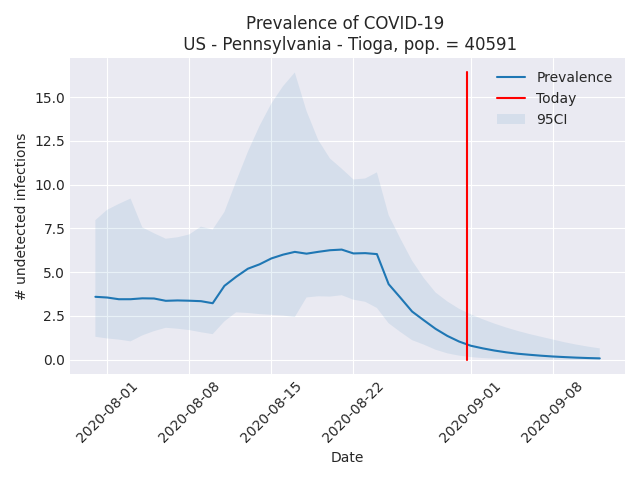 Prevalence of COVID-19
US - Pennsylvania - Tioga, pop. = 40591
Prevalence
Today
95CI
15.0
12.5
10.0
7.5
5.0
2.5
0.0
# undetected infections
2020-08-01
2020-08-08
2020-08-15
2020-08-22
2020-09-01
2020-09-08
Date